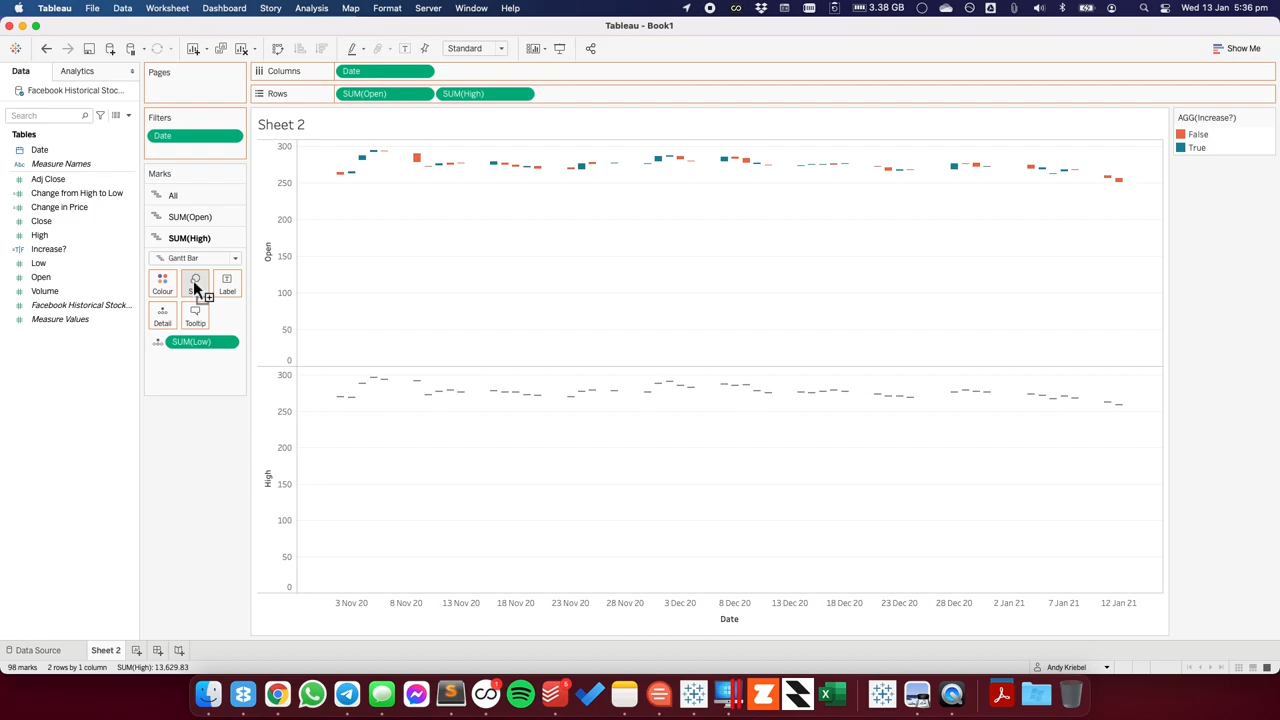 Tableau Worksheet Dashboard Story Analysis Map Format Server Window Help 3.38 GB A Wed 13 Jan 5:36 pm
Tableau - Book1
Standard Show Me
Data Analytics Pages Columns Date
Facebook Historical Stoc... Rows SUM(Open) SUM(High)
Search Filters Sheet 2 AGG(Increase?)
Tables Date False
Date True
Abc Measure Names
Adj Close Marks
Change from High to Low All
Change in Price SUM(Open)
Close SUM(High)
High Gantt Bar
Increase? Colour Label
Low Detail Tooltip
Open SUM(Low)
Volume
Facebook Historical Stock...
Measure Values
300
250
200
150
100
50
0
Open
300
250
200
150
100
50
0
High
3 Nov 20 8 Nov 20 13 Nov 20 18 Nov 20 23 Nov 20 28 Nov 20 3 Dec 20 8 Dec 20 13 Dec 20 18 Dec 20 23 Dec 20 28 Dec 20 2 Jan 21 7 Jan 21 12 Jan 21
Date
Data Source Sheet 2
98 marks 2 rows by 1 column SUM(High): 13,629.83 Andy Kriebel